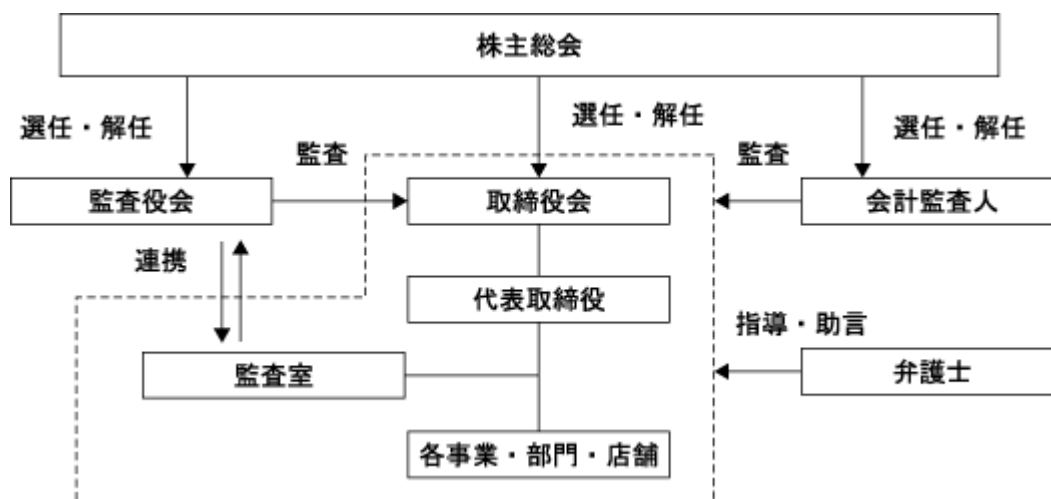 株主総会
選任・解任
選任・解任
選任・解任
監査
監査
監査役会
取締役会
会計監査人
連携
代表取締役
指導・助言
監査室
弁護士
各事業・部門・店舗